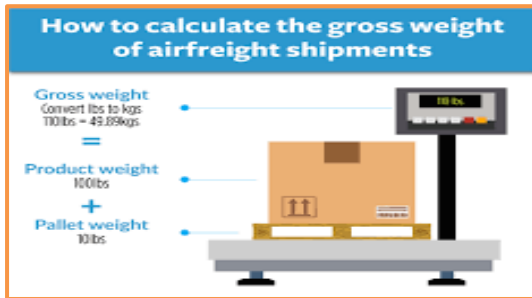 How to calculate the gross weight
of airfreight shipments
Gross weight
Convert lbs to kgs
110lbs = 49.89kgs
=
Product weight
100lbs
+
Pallet weight
10lbs